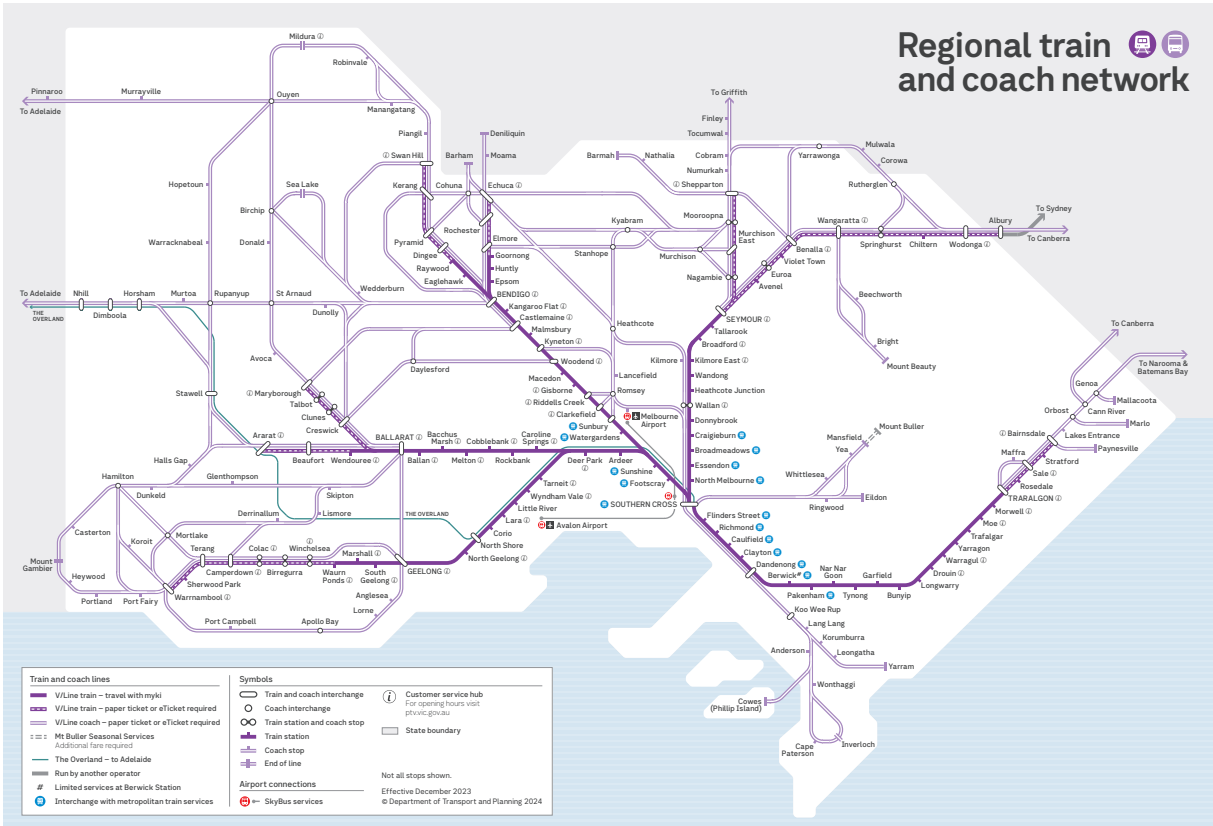 Regional train
and coach network
Mildura
Robinvale
Pinnaroo
Murrayville
Ouyen
To Adelaide
Manangatang
To Griffith
Finley
Tocumwal
Piangil
Deniliquin
Swan Hill
Barham
Moama
Barmah
Nathalia
Cobram
Numurkah
Yarrawonga
Mulwala
Corowa
Rutherglen
Hopetoun
Sea Lake
Kerang
Cohuna
Echuca
Shepparton
Birchip
Kyabram
Mooroopna
Wangaratta
Albury
To Sydney
To Canberra
Warracknabeal
Donald
Rochester
Pyramid
Elmore
Murchison
East
Springhurst
Chiltern
Wodonga
Dingee
Goornong
Stanhope
Murchison
Benalla
Violet Town
Raywood
Huntly
Euroa
Eaglehawk
Epsom
Nagambie
Avenel
To Adelaide
THE
OVERLAND
Nhill
Dimboola
Horsham
Murtoa
Rupanyup
St Arnaud
Wedderburn
Dunolly
BENDIGO
Kangaroo Flat
Castlemaine
Malmsbury
Kyneton
Heathcote
SEYMOUR
Tallarook
Broadford
Beechworth
Bright
Mount Beauty
To Canberra
To Narooma &
Batemans Bay
Avoca
Daylesford
Woodend
Kilmore
Kilmore East
Wandong
Macedon
Lancefield
Heathcote Junction
Stawell
Maryborough
Talbot
Clunes
Creswick
Gisborne
Romsey
Riddells Creek
Wallan
Clarkefield
Melbourne
Airport
Donnybrook
Genoa
Mallacoota
Cann River
Orbost
Marlo
Ararat
BALLARAT
Bacchus
Marsh
Cobblebank
Caroline
Springs
Sunbury
Watergardens
Craigieburn
Mansfield
Mount Buller
Yea
Bairnsdale
Lakes Entrance
Paynesville
Beaufort
Wendouree
Ballan
Melton
Rockbank
Deer Park
Ardeer
Broadmeadows
Maffra
Stratford
Halls Gap
Sunshine
Essendon
Whittlesea
Sale
Hamilton
Glenthompson
Tarneit
Footscray
North Melbourne
Rosedale
Dunkeld
Skipton
Wyndham Vale
SOUTHERN CROSS
Eildon
TRARALGON
Little River
Ringwood
Derrinallum
Lismore
THE OVERLAND
Lara
Avalon Airport
Flinders Street
Morwell
Casterton
Corio
Richmond
Moe
Koroit
Mortlake
North Shore
Caulfield
Trafalgar
Terang
Colac
Winchelsea
Marshall
North Geelong
Clayton
Yarragon
Mount
Gambier
Camperdown
Birregurra
Waurn
Ponds
South
Geelong
GEELONG
Dandenong
Berwick#
Nar Nar
Goon
Garfield
Warragul
Drouin
Heywood
Sherwood Park
Longwarry
Portland
Port Fairy
Warrnambool
Anglesea
Pakenham
Tynong
Bunyip
Lorne
Koo Wee Rup
Port Campbell
Apollo Bay
Lang Lang
Korumburra
Anderson
Leongatha
Yarram
Wonthaggi
Cowes
(Phillip Island)
Cape
Paterson
Inverloch
Train and coach lines
V/Line train – travel with myki
V/Line train – paper ticket or eTicket required
V/Line coach – paper ticket or eTicket required
Mt Buller Seasonal Services
Additional fare required
The Overland – to Adelaide
Run by another operator
# Limited services at Berwick Station
Interchange with metropolitan train services
Symbols
Train and coach interchange
Coach interchange
Train station and coach stop
Train station
Coach stop
End of line
Airport connections
SkyBus services
i Customer service hub
For opening hours visit
ptv.vic.gov.au
State boundary
Not all stops shown.
Effective December 2023
© Department of Transport and Planning 2024